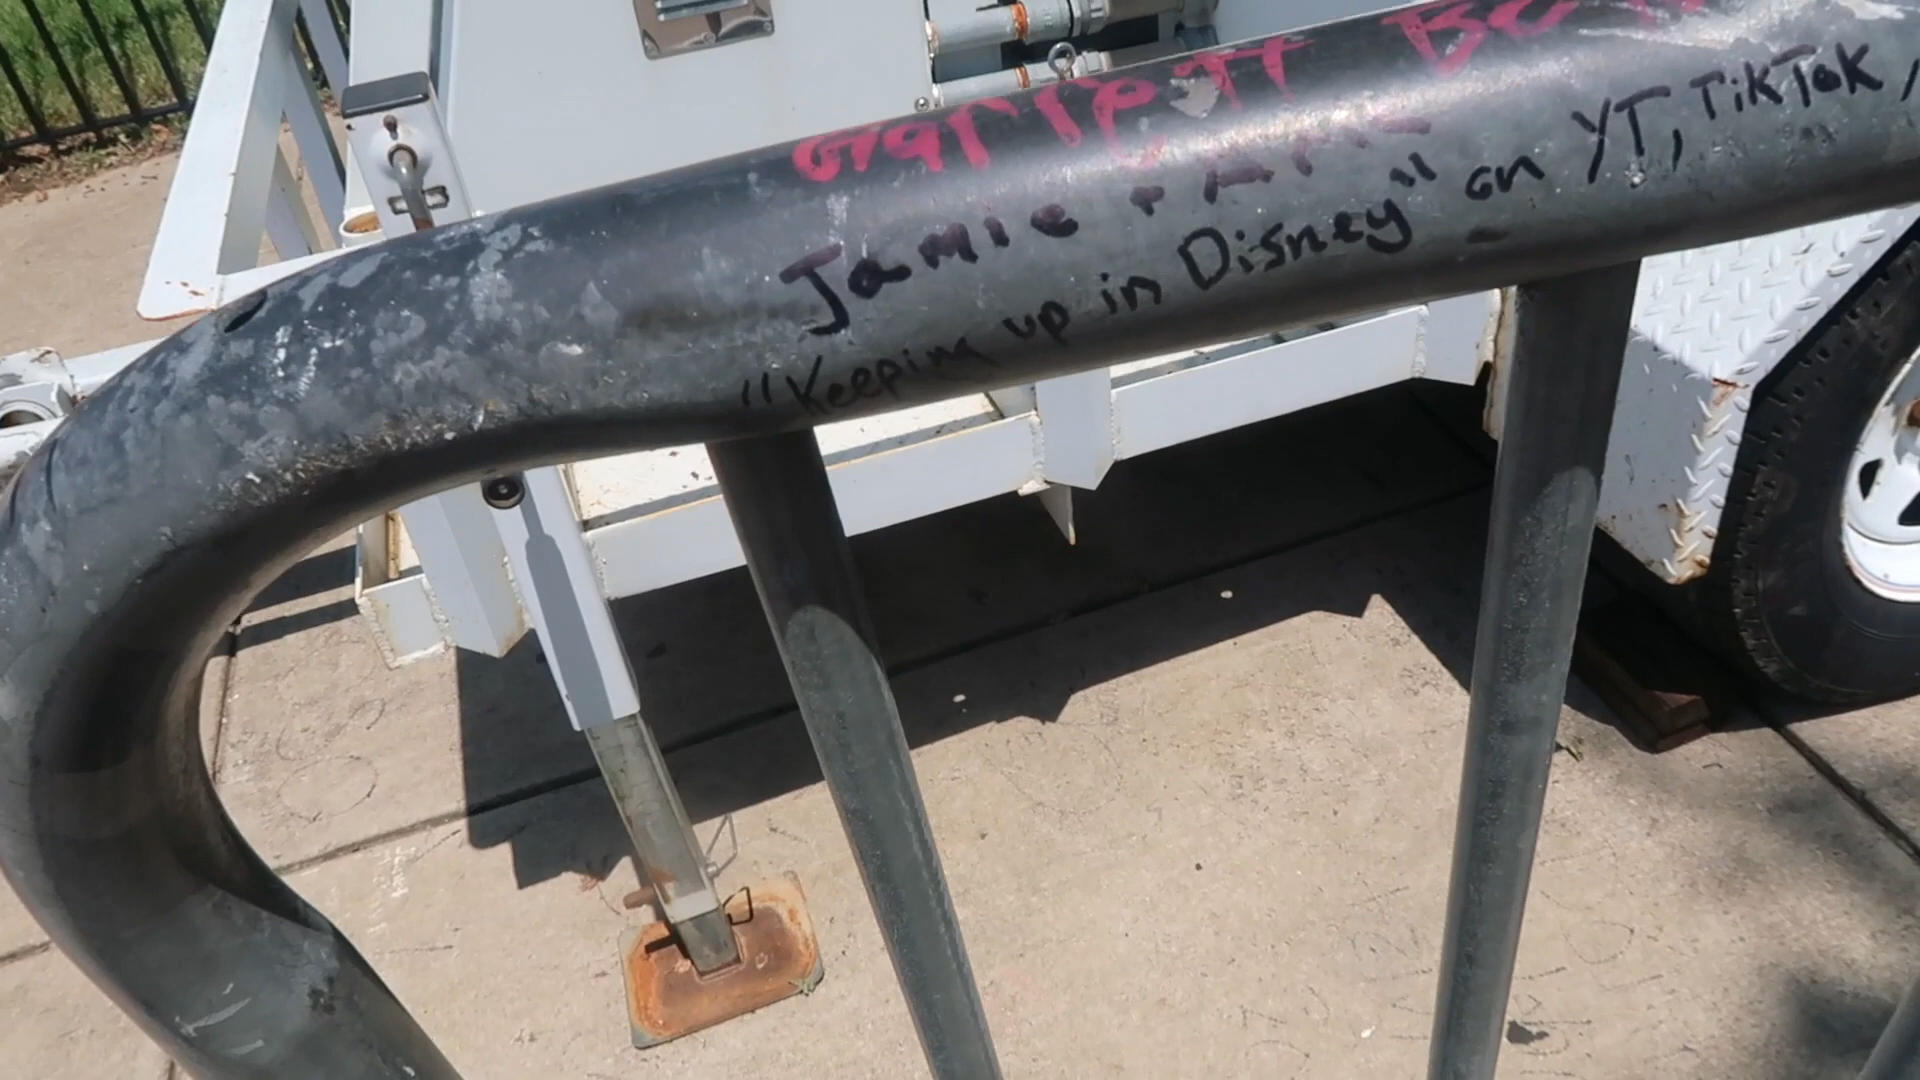 Garrett
Jamie +
"Keeping up in Disney" on YT, TikTok,